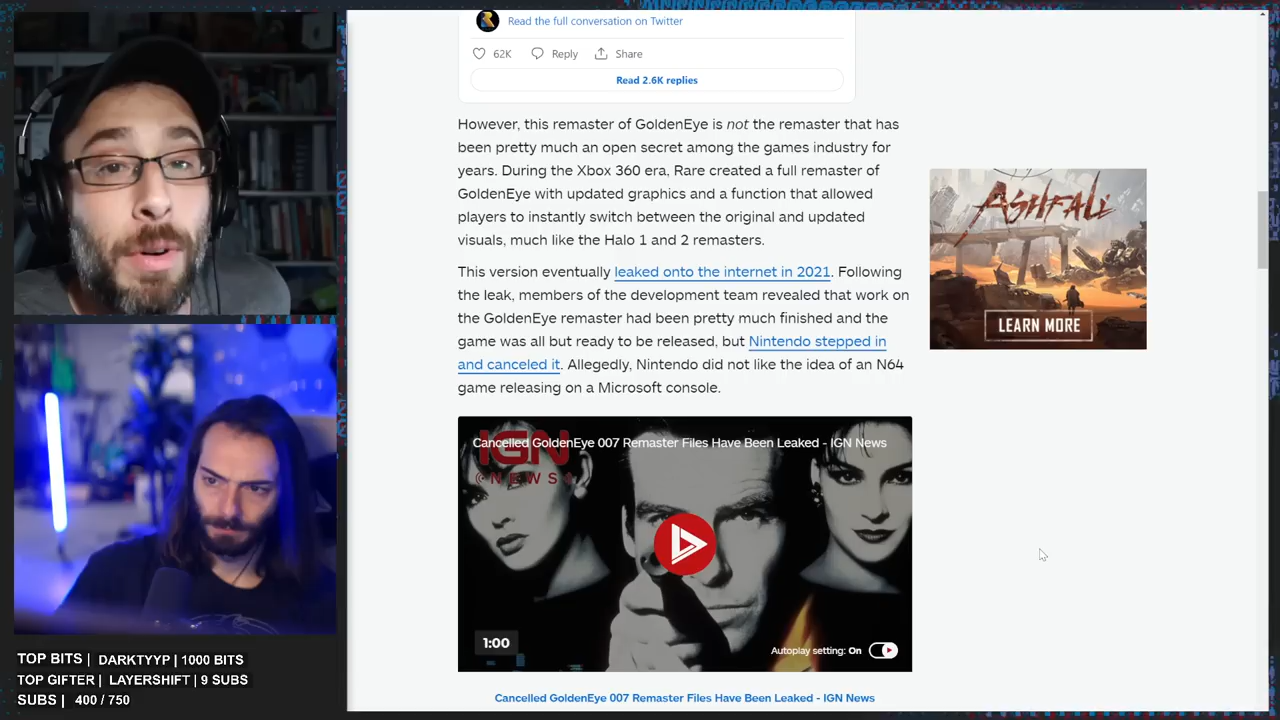 Read the full conversation on Twitter
62K Reply Share
Read 2.6K replies
However, this remaster of GoldenEye is not the remaster that has
been pretty much an open secret among the games industry for
years. During the Xbox 360 era, Rare created a full remaster of
GoldenEye with updated graphics and a function that allowed
players to instantly switch between the original and updated
visuals, much like the Halo 1 and 2 remasters.
This version eventually leaked onto the internet in 2021. Following
the leak, members of the development team revealed that work on
the GoldenEye remaster had been pretty much finished and the
game was all but ready to be released, but Nintendo stepped in
and canceled it. Allegedly, Nintendo did not like the idea of an N64
game releasing on a Microsoft console.
ASHFALL
LEARN MORE
Cancelled GoldenEye 007 Remaster Files Have Been Leaked - IGN News
IGN
NEWS
1:00
Autoplay setting: On
Cancelled GoldenEye 007 Remaster Files Have Been Leaked - IGN News
TOP BITS | DARKTYYP | 1000 BITS
TOP GIFTER | LAYERSHIFT | 9 SUBS
SUBS | 400 / 750